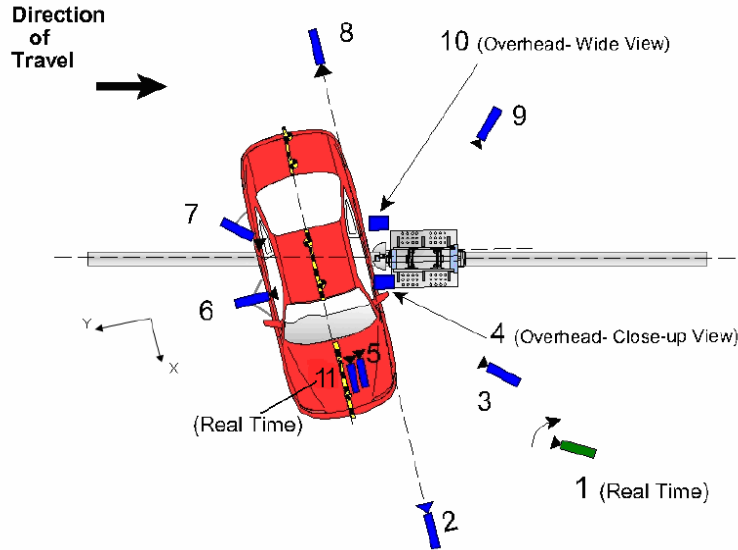 Direction
of
Travel
8
10 (Overhead- Wide View)
9
7
6
Y
X
4 (Overhead- Close-up View)
5
11
(Real Time)
3
1 (Real Time)
2